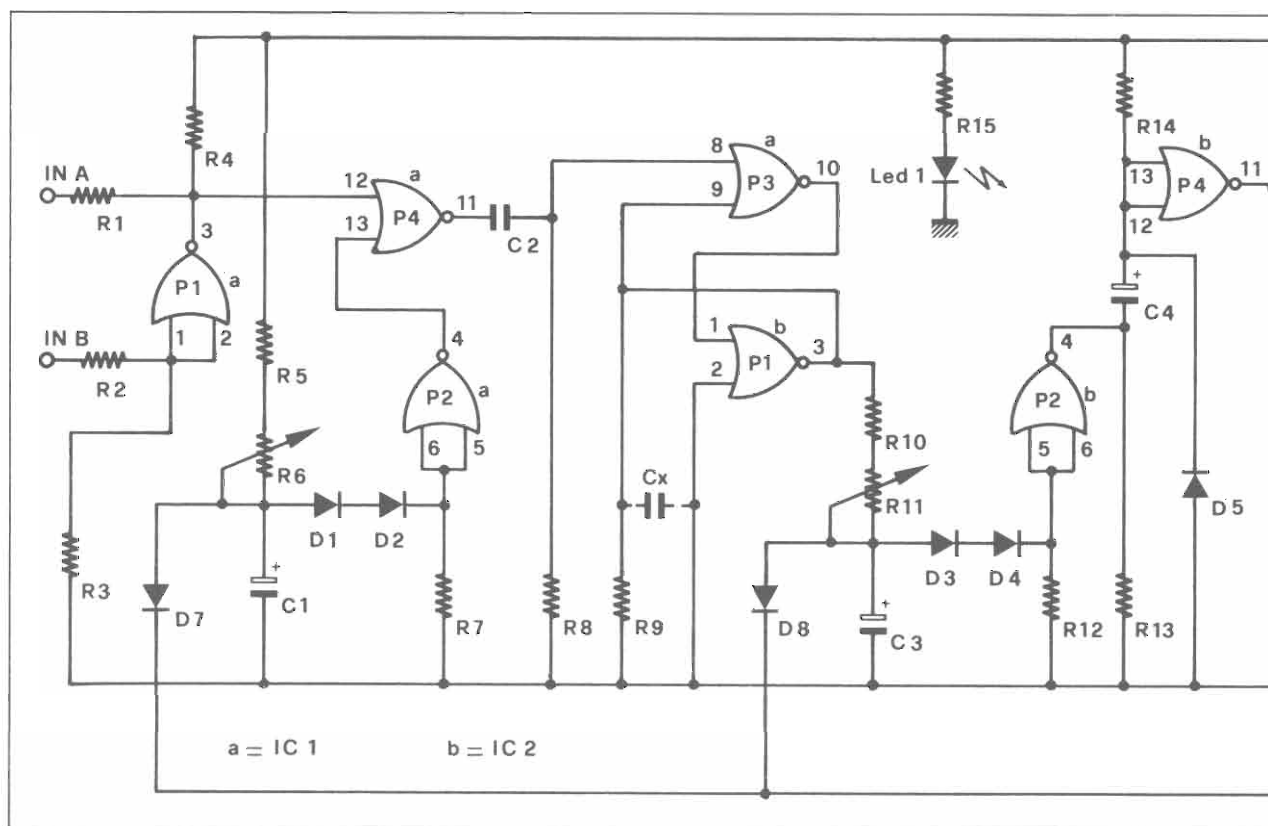 R4
R15
R14
IN A
R1
12
a
P4
11
C2
13
8
a
P3
10
9
Led 1
b
13
P4
11
12
3
P1
a
1
2
IN B
R2
R5
4
P2
a
6
5
1
b
P1
3
2
+
C4
4
P2
b
5
6
R6
R10
R11
Cx
D5
D1
D2
D3
D4
R3
D7
+
C1
R7
R8
R9
D8
+
C3
R12
R13
a = IC 1
b = IC 2